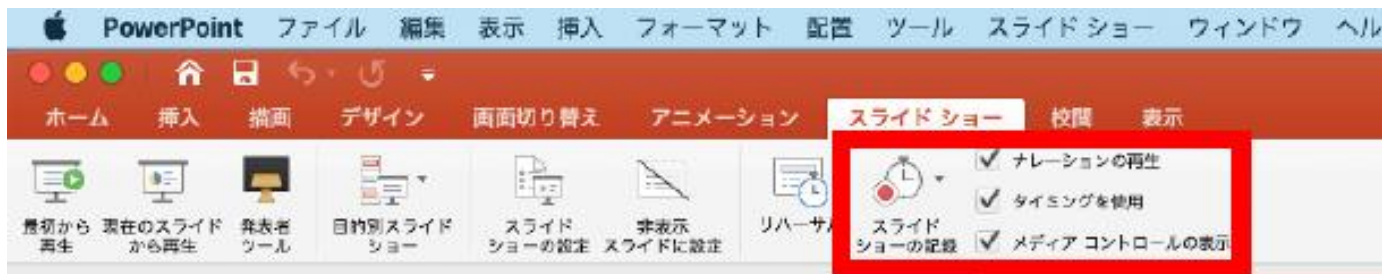 PowerPoint ファイル 編集 表示 挿入 フォーマット 配置 ツール スライド ショー ウィンドウ ヘル
ホーム 挿入 描画 デザイン 画面切り替え アニメーション スライド ショー 校閲 表示
最初から
再生
現在のスライド
から再生
発表者
ツール
目的別スライド
ショー
スライド
ショーの設定
非表示
スライドに設定
リハーサル
スライド
ショーの記録
ナレーションの再生
タイミングを使用
メディア コントロールの表示